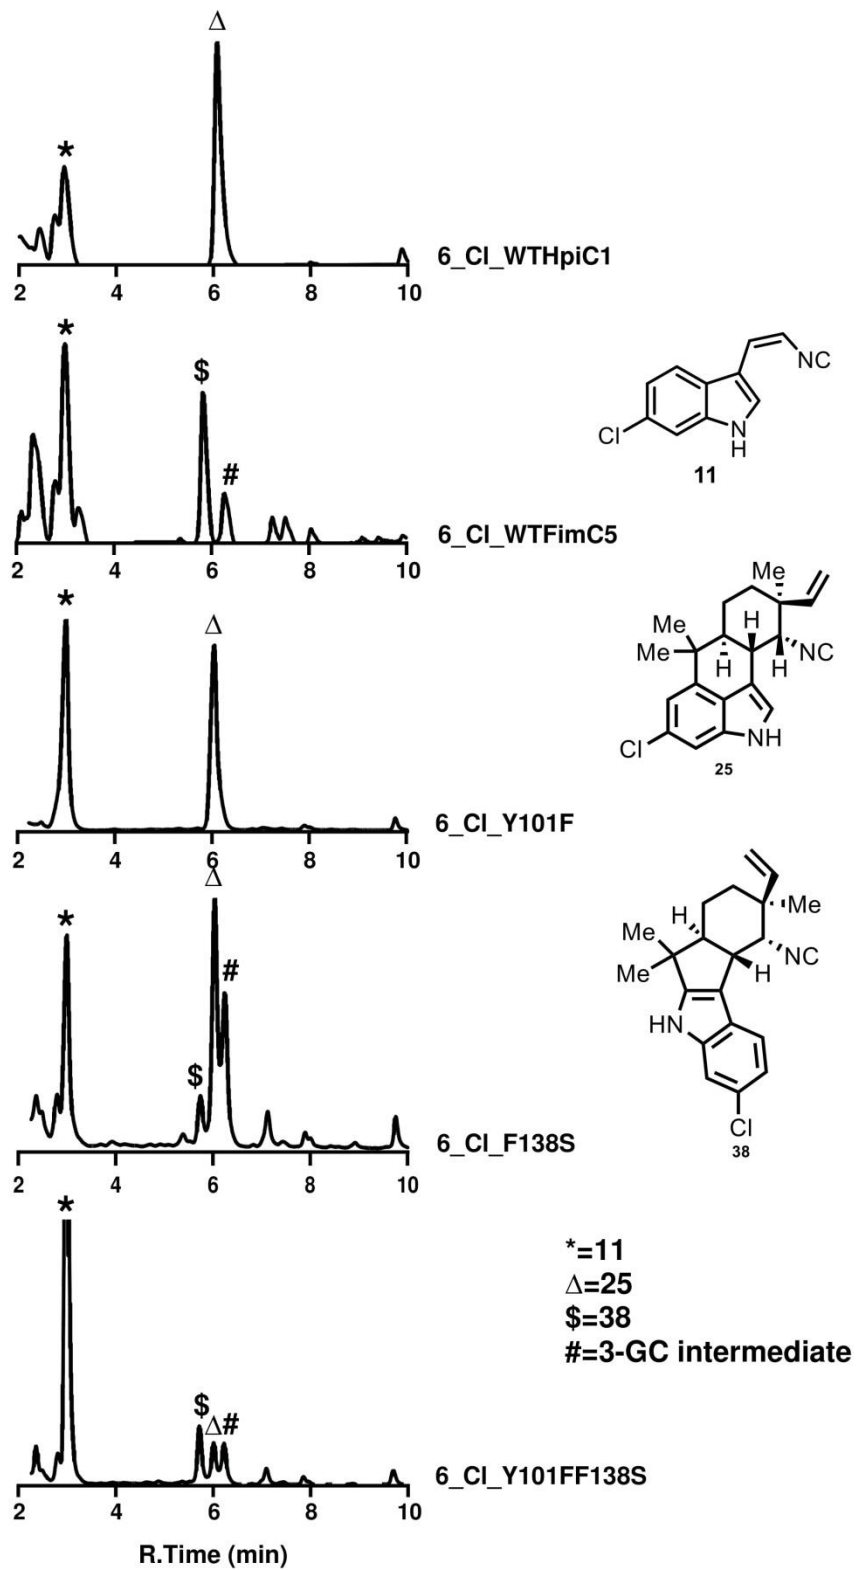 Δ
*
6_Cl_WTHpiC1
2 4 6 8 10
*
$
#
6_Cl_WTFimC5
2 4 6 8 10
NC
Cl
N
H
11
*
Δ
6_Cl_Y101F
2 4 6 8 10
Me
H
Me
Me
NC
H
H
Cl
NH
25
Δ
*
#
$
6_Cl_F138S
2 4 6 8 10
H
Me
Me
Me
NC
H
HN
Cl
38
*
$
Δ#
6_Cl_Y101FF138S
2 4 6 8 10
R.Time (min)
*=11
Δ=25
$=38
#=3-GC intermediate